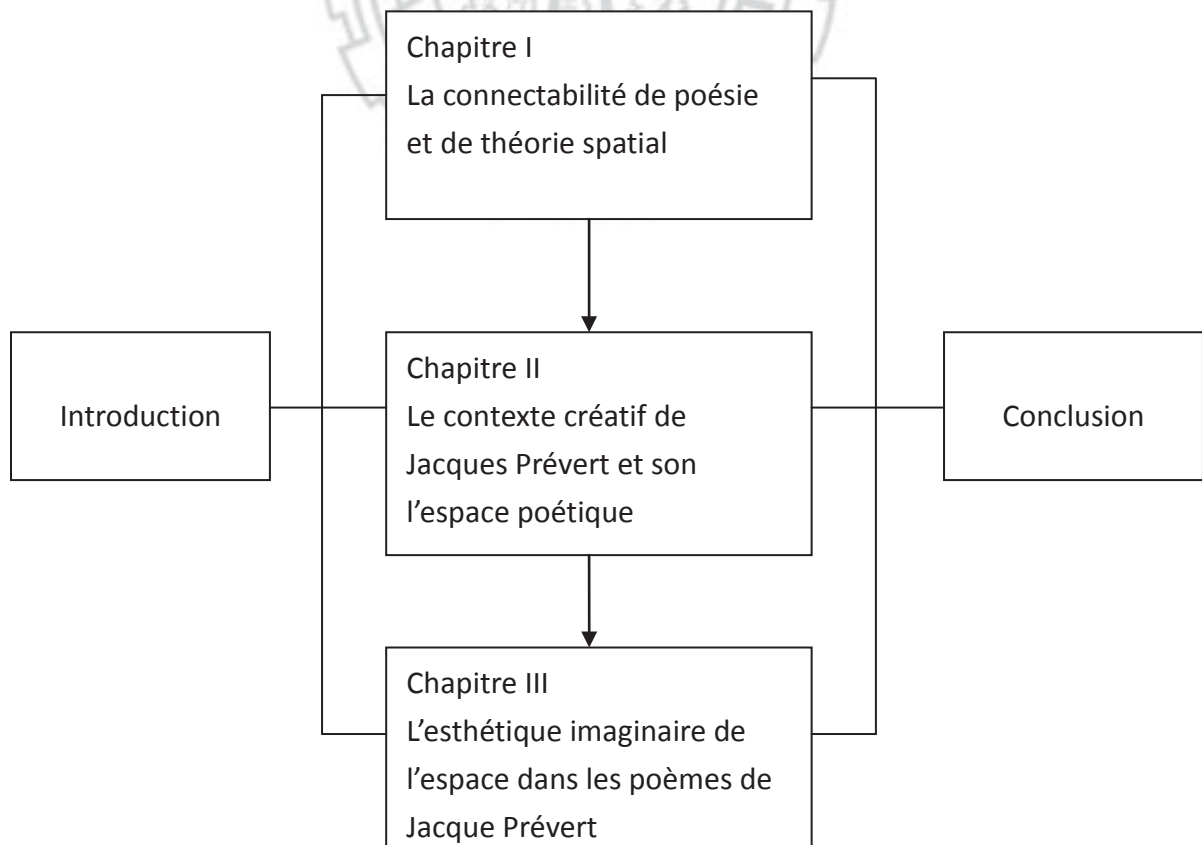 Chapitre I
La connectabilité de poésie
et de théorie spatial
Introduction
Chapitre II
Le contexte créatif de
Jacques Prévert et son
l’espace poétique
Conclusion
Chapitre III
L’esthétique imaginaire de
l’espace dans les poèmes de
Jacque Prévert